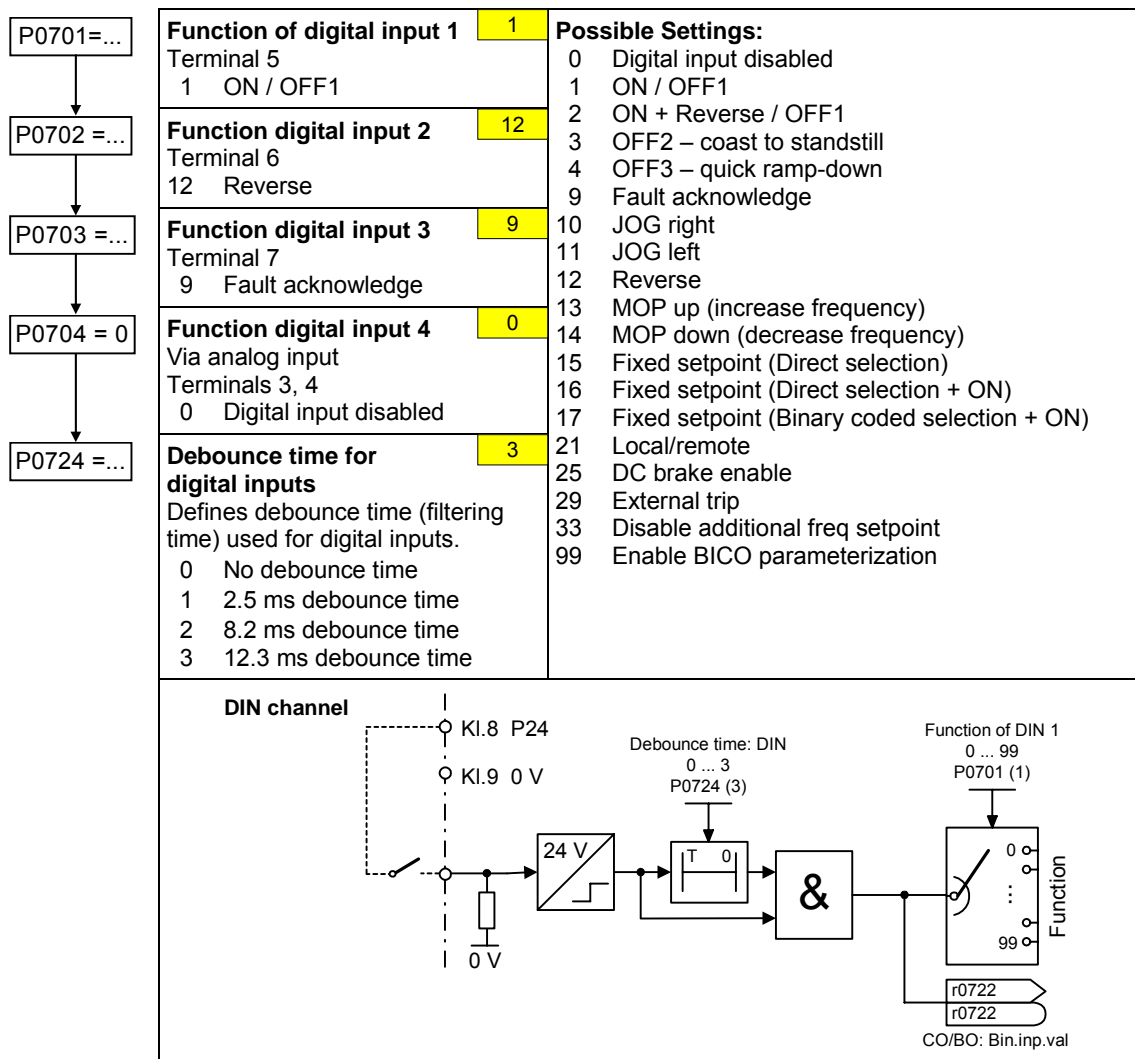 P0701=...
Function of digital input 1
1
Terminal 5
1 ON / OFF1
P0702 =...
Function digital input 2
12
Terminal 6
12 Reverse
P0703 =...
Function digital input 3
9
Terminal 7
9 Fault acknowledge
P0704 = 0
Function digital input 4
0
Via analog input
Terminals 3, 4
0 Digital input disabled
P0724 =...
Debounce time for
3
digital inputs
Defines debounce time (filtering
time) used for digital inputs.
0 No debounce time
1 2.5 ms debounce time
2 8.2 ms debounce time
3 12.3 ms debounce time
Possible Settings:
0 Digital input disabled
1 ON / OFF1
2 ON + Reverse / OFF1
3 OFF2 – coast to standstill
4 OFF3 – quick ramp-down
9 Fault acknowledge
10 JOG right
11 JOG left
12 Reverse
13 MOP up (increase frequency)
14 MOP down (decrease frequency)
15 Fixed setpoint (Direct selection)
16 Fixed setpoint (Direct selection + ON)
17 Fixed setpoint (Binary coded selection + ON)
21 Local/remote
25 DC brake enable
29 External trip
33 Disable additional freq setpoint
99 Enable BICO parameterization
DIN channel
Kl.8 P24
Kl.9 0 V
Debounce time: DIN
0 ... 3
P0724 (3)
Function of DIN 1
0 ... 99
P0701 (1)
24 V
T 0
&
0
...
99
Function
0 V
r0722
r0722
CO/BO: Bin.inp.val